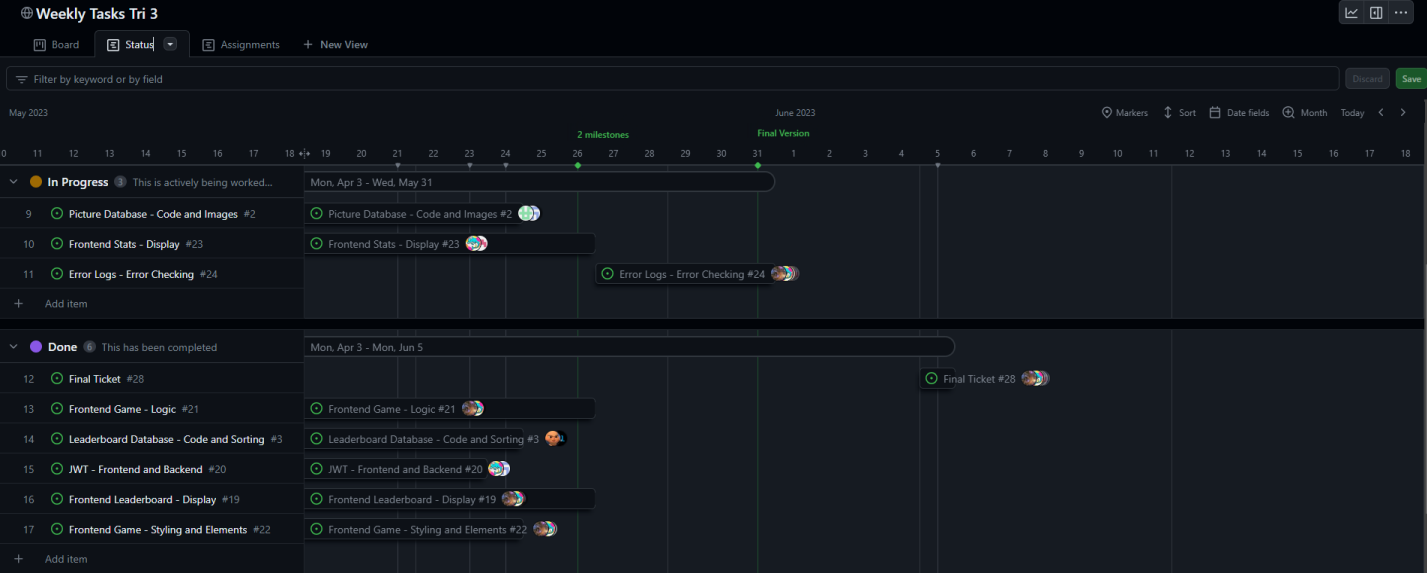 Weekly Tasks Tri 3
Board Status Assignments + New View
Filter by keyword or by field Discard Save
May 2023 June 2023 Markers Sort Date fields Month Today
2 milestones Final Version
0 11 12 13 14 15 16 17 18 19 20 21 22 23 24 25 26 27 28 29 30 31 1 2 3 4 5 6 7 8 9 10 11 12 13 14 15 16 17 18
In Progress 3 This is actively being worked... Mon, Apr 3 - Wed, May 31
9 Picture Database - Code and Images #2 Picture Database - Code and Images #2
10 Frontend Stats - Display #23 Frontend Stats - Display #23
11 Error Logs - Error Checking #24 Error Logs - Error Checking #24
+ Add item
Done 6 This has been completed Mon, Apr 3 - Mon, Jun 5
12 Final Ticket #28 Final Ticket #28
13 Frontend Game - Logic #21 Frontend Game - Logic #21
14 Leaderboard Database - Code and Sorting #3 Leaderboard Database - Code and Sorting #3
15 JWT - Frontend and Backend #20 JWT - Frontend and Backend #20
16 Frontend Leaderboard - Display #19 Frontend Leaderboard - Display #19
17 Frontend Game - Styling and Elements #22 Frontend Game - Styling and Elements #22
+ Add item